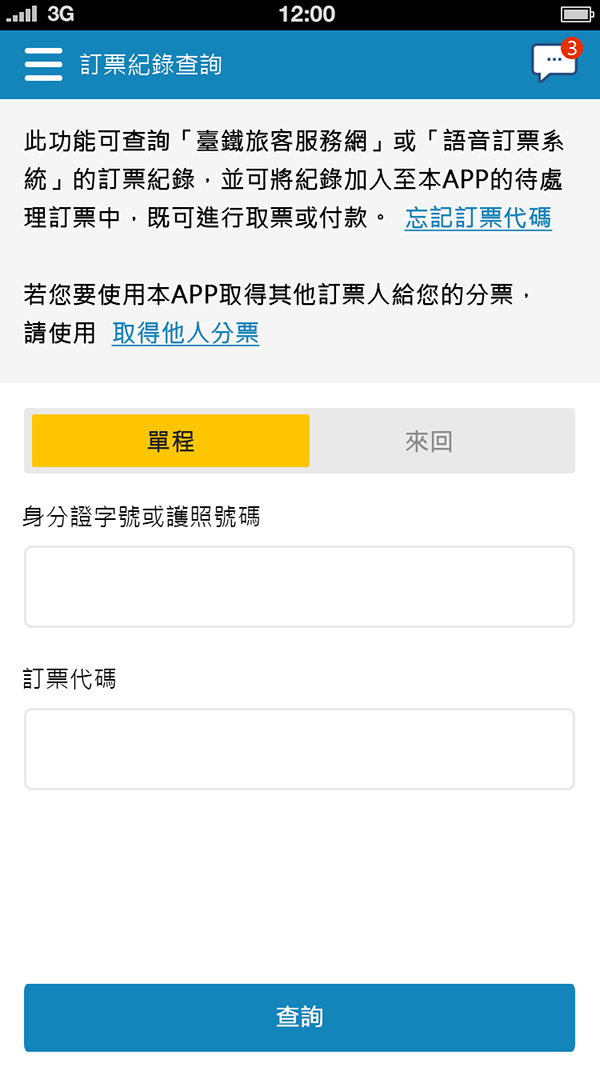 3G 12:00
訂票紀錄查詢
3
此功能可查詢「臺鐵旅客服務網」或「語音訂票系
統」的訂票紀錄，並可將紀錄加入至本APP的待處
理訂票中，既可進行取票或付款。 忘記訂票代碼
若您要使用本APP取得其他訂票人給您的分票，
請使用 取得他人分票
單程 來回
身分證字號或護照號碼
訂票代碼
查詢